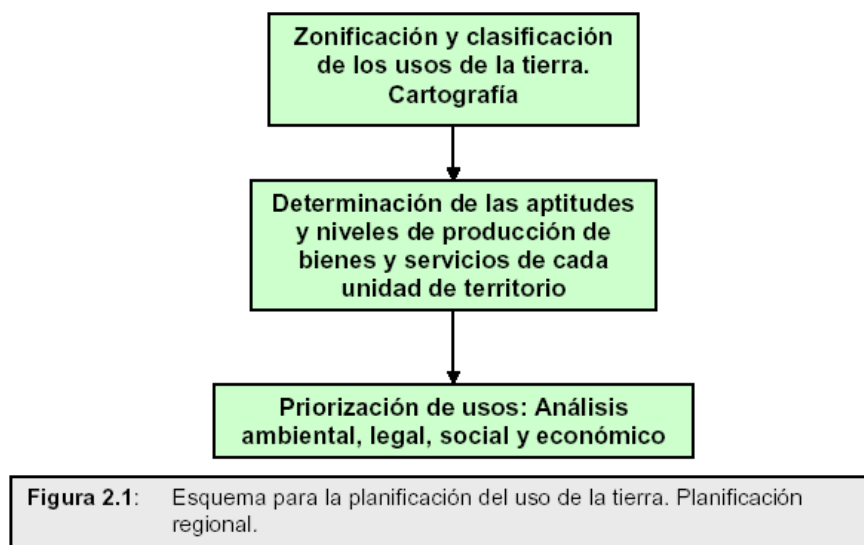 Zonificación y clasificación
de los usos de la tierra.
Cartografía
Determinación de las aptitudes
y niveles de producción de
bienes y servicios de cada
unidad de territorio
Priorización de usos: Análisis
ambiental, legal, social y económico
Figura 2.1: Esquema para la planificación del uso de la tierra. Planificación
regional.